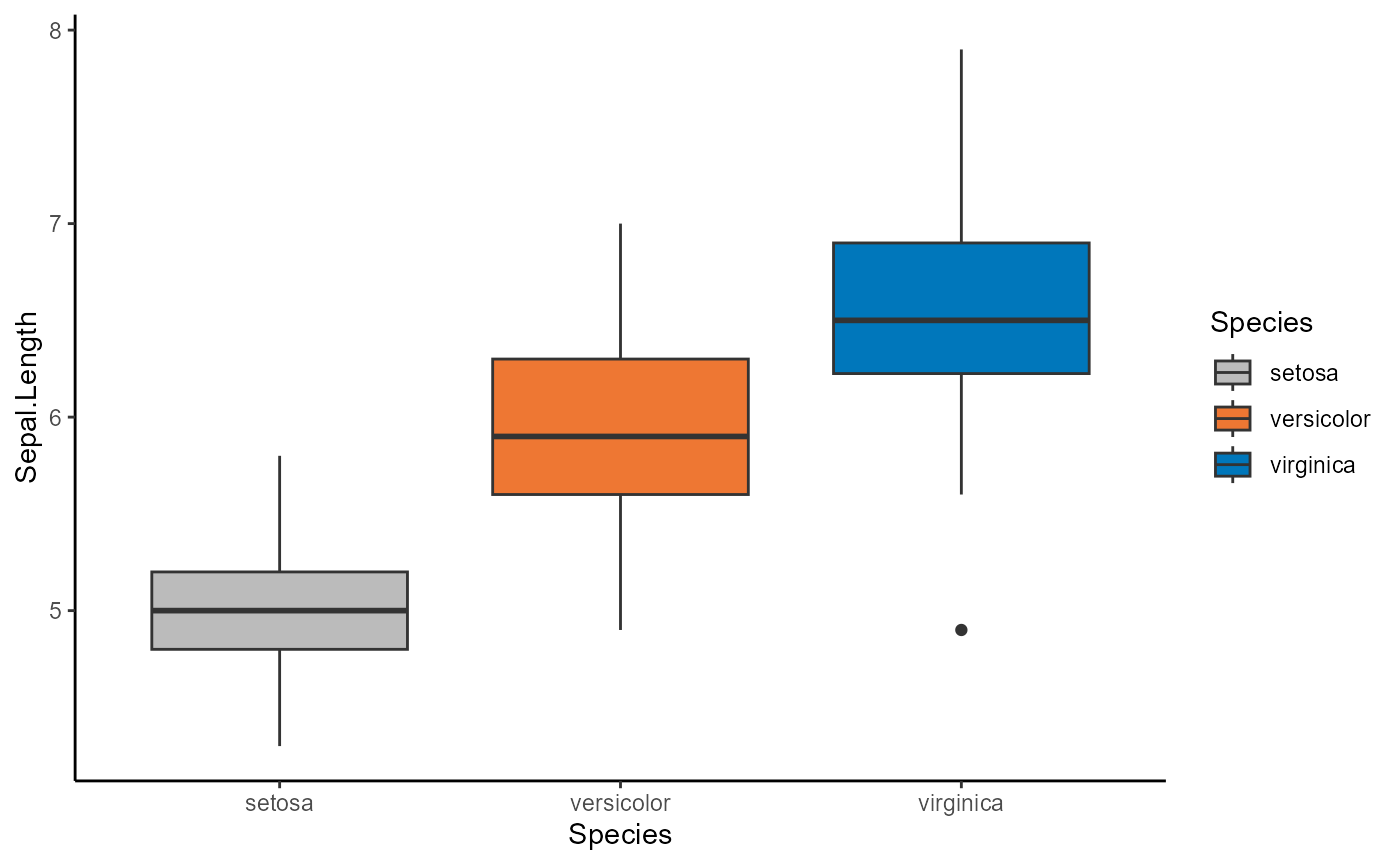 8
7
6
5
Sepal.Length
setosa versicolor virginica
Species
Species
setosa
versicolor
virginica